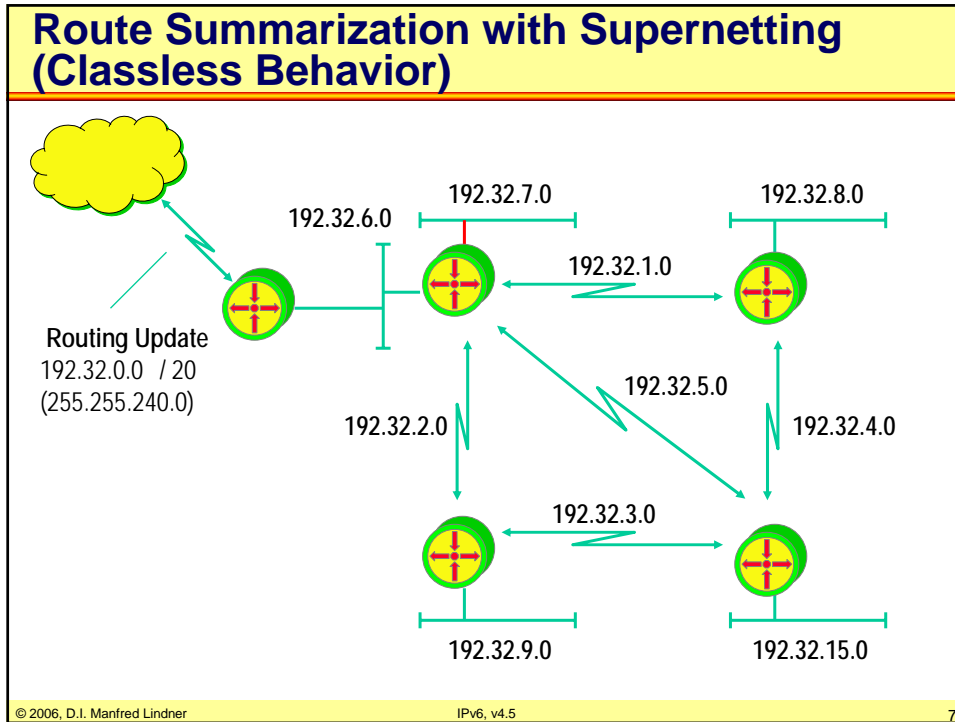 Route Summarization with Supernetting
(Classless Behavior)
192.32.7.0
192.32.8.0
192.32.6.0
192.32.1.0
Routing Update
192.32.0.0 / 20
(255.255.240.0)
192.32.5.0
192.32.2.0
192.32.4.0
192.32.3.0
192.32.9.0
192.32.15.0
© 2006, D.I. Manfred Lindner
IPv6, v4.5
7